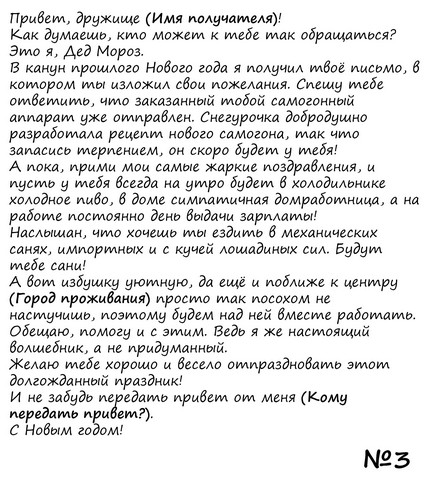 Привет, дружище (Имя получателя)!
Как думаешь, кто может к тебе так обращаться?
Это я, Дед Мороз.
В канун прошлого Нового года я получил твоё письмо, в
котором ты изложил свои пожелания. Спешу тебе
ответить, что заказанный тобой самогонный
аппарат уже отправлен. Снегурочка добродушно
разработала рецепт нового самогона, так что
запасись терпением, он скоро будет у тебя!
А пока, прими мои самые жаркие поздравления, и
пусть у тебя всегда на утро будет в холодильнике
холодное пиво, в доме симпатичная домработница, а на
работе постоянно день выдачи зарплаты!
Наслышан, что хочешь ты ездить в механических
санях, импортных и с кучей лошадиных сил. Будут
тебе сани!
А вот избушку уютную, да ещё и поближе к центру
(Город проживания) просто так посохом не
настучишь, поэтому будем над ней вместе работать.
Обещаю, помогу и с этим. Ведь я же настоящий
волшебник, а не придуманный.
Желаю тебе хорошо и весело отпраздновать этот
долгожданный праздник!
И не забудь передать привет от меня (Кому
передать привет?).
С Новым годом!
№3